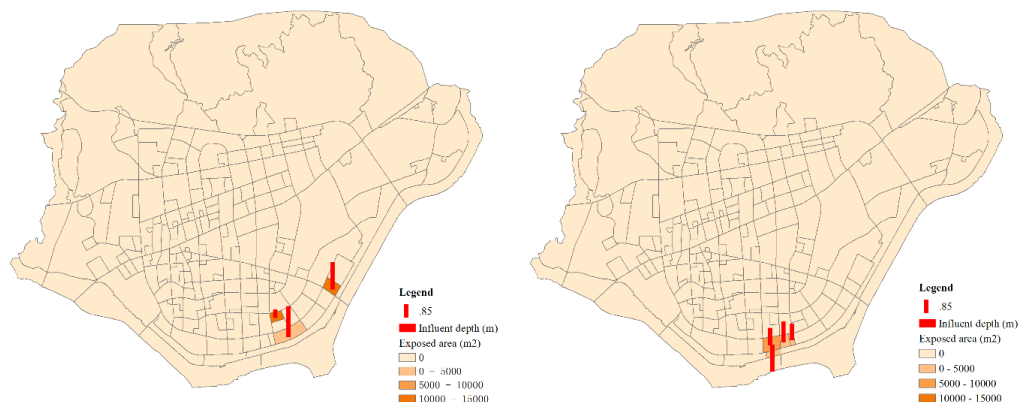 Legend
.85
Influent depth (m)
Exposed area (m2)
0
0 – 5000
5000 – 10000
10000 – 15000
Legend
.85
Influent depth (m)
Exposed area (m2)
0
0 - 5000
5000 - 10000
10000 - 15000